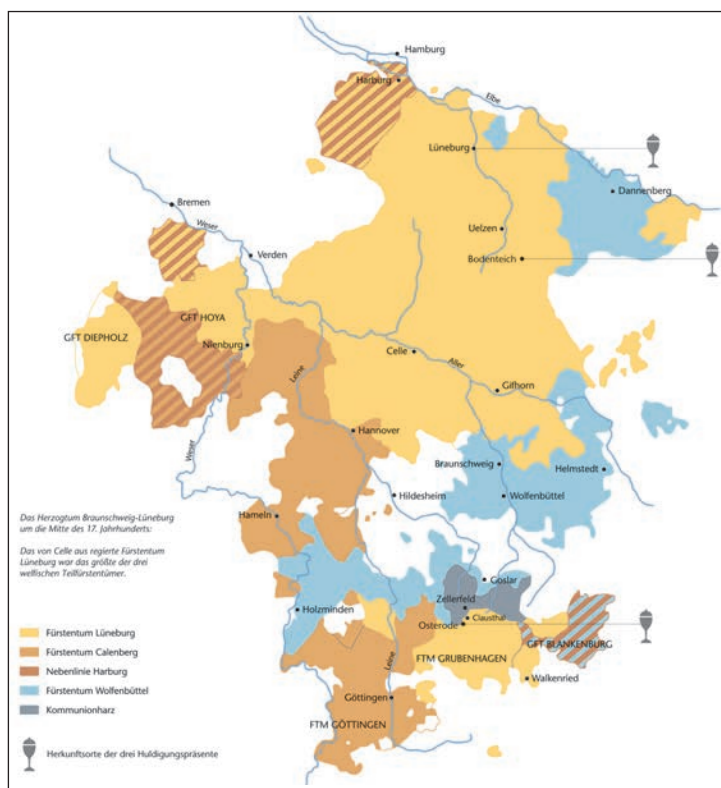 Hamburg
Harburg
Elbe
Lüneburg
Dannenberg
Bremen
Weser
Uelzen
Verden
Bodenteich
GFT HOYA
GFT DIEPHOLZ
Nienburg
Celle
Aller
Leine
Gifhorn
Weser
Hannover
Braunschweig
Helmstedt
Hildesheim
Wolfenbüttel
Hameln
Das Herzogtum Braunschweig-Lüneburg
um die Mitte des 17. Jahrhunderts:
Das von Celle aus regierte Fürstentum
Lüneburg war das größte der drei
welfischen Teilfürstentümer.
Goslar
Zellerfeld
Holzminden
Clausthal
Osterode
GFT BLANKENBURG
FTM GRUBENHAGEN
Leine
Walkenried
Göttingen
FTM GÖTTINGEN
Fürstentum Lüneburg
Fürstentum Calenberg
Nebenlinie Harburg
Fürstentum Wolfenbüttel
Kommunionharz
Herkunftsorte der drei Huldigungspräsente